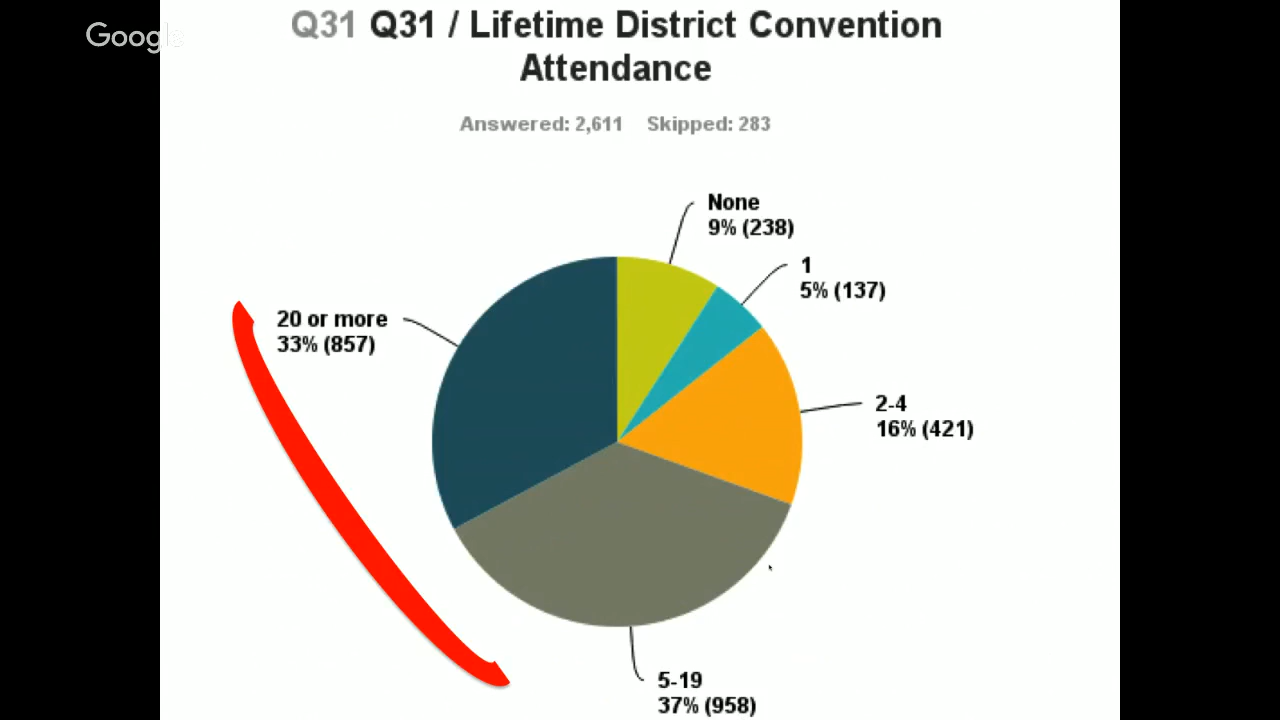 Google
Q31 Q31 / Lifetime District Convention
Attendance
Answered: 2,611 Skipped: 283
None
9% (238)
1
5% (137)
20 or more
33% (857)
2-4
16% (421)
5-19
37% (958)